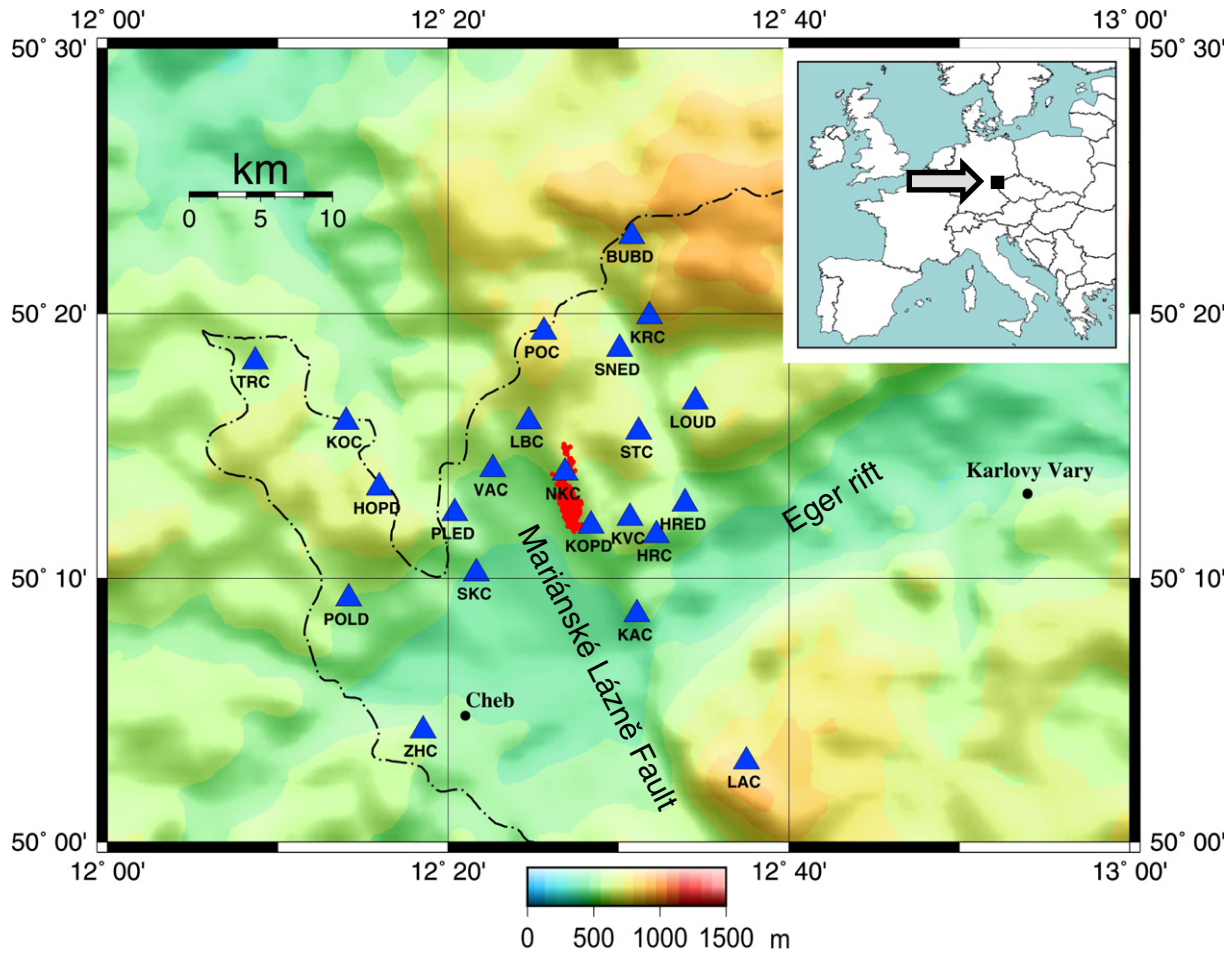 12° 00' 12° 20' 12° 40' 13° 00'
50° 30' 50° 30'
km
0 5 10
BUBD
50° 20' 50° 20'
KRC
POC
SNED
TRC
LOUD
KOC
LBC
STC
Karlovy Vary
VAC
NKC
Eger rift
HOPD
HRED
PLED
KOPD
KVC
HRC
Mariánské Lázně Fault
50° 10' 50° 10'
SKC
POLD
KAC
Cheb
ZHC
LAC
50° 00' 50° 00'
12° 00' 12° 20' 12° 40' 13° 00'
0 500 1000 1500 m